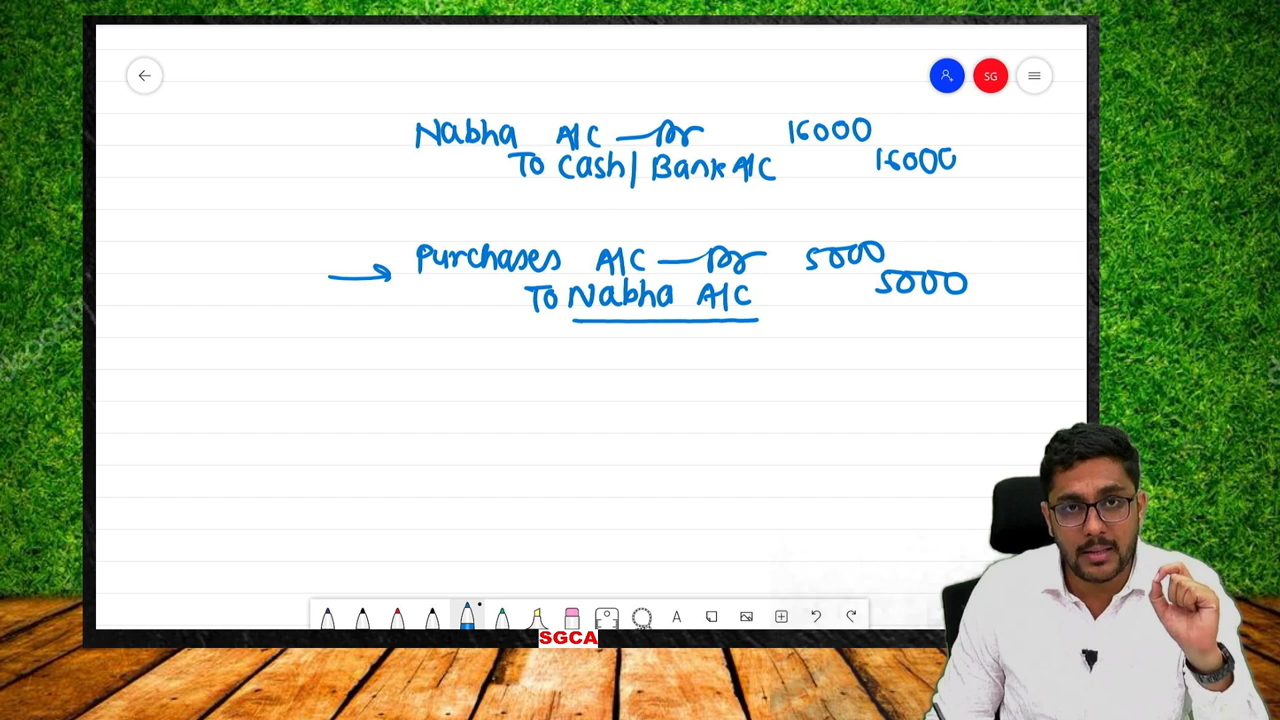 SG
Nabha A/C Dr 16000
To Cash/ Bank A/C 16000
Purchases A/C Dr 5000
To Nabha A/C 5000
A
SGCA